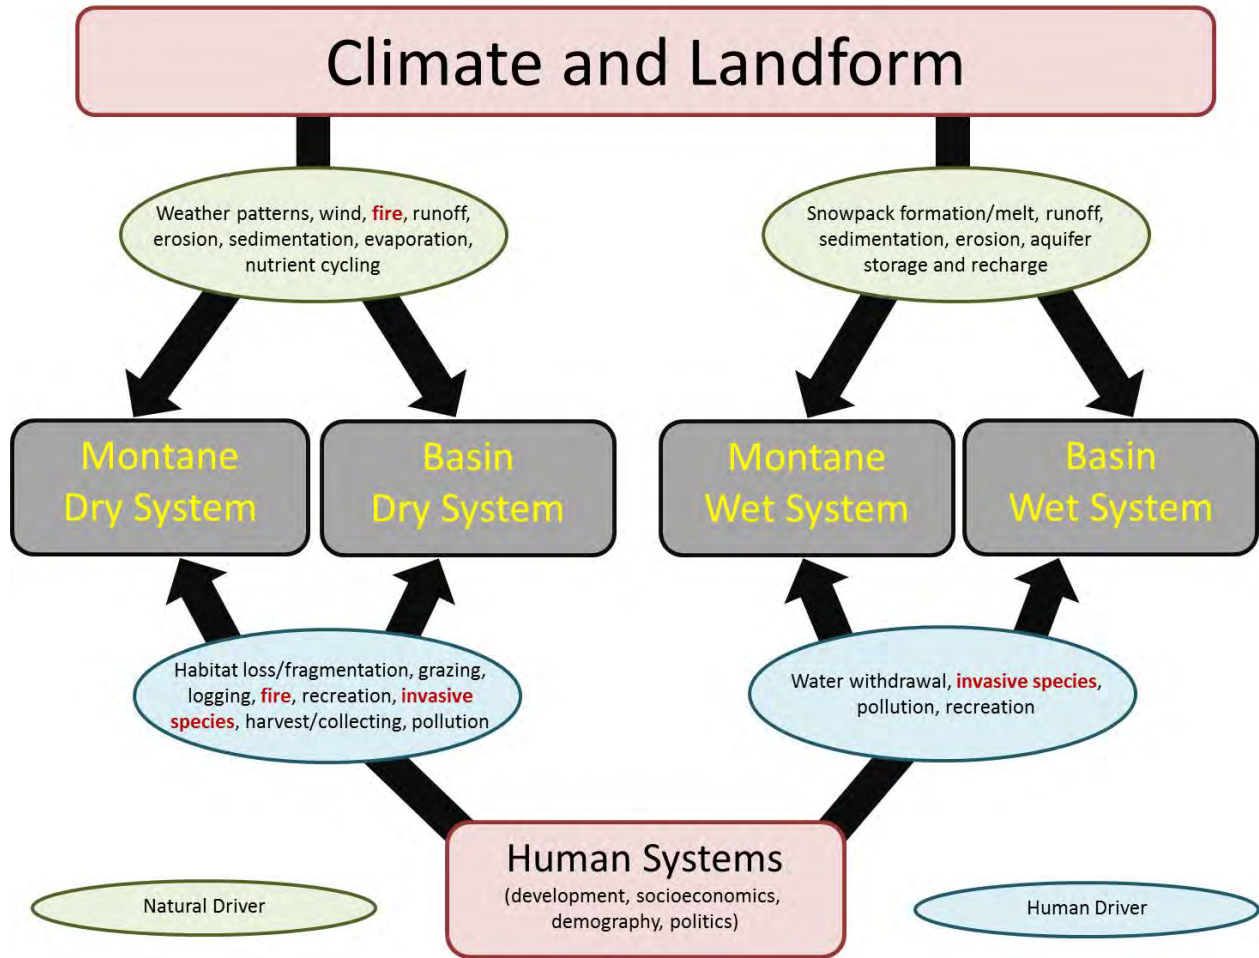 Climate and Landform
Weather patterns, wind, fire, runoff,
erosion, sedimentation, evaporation,
nutrient cycling
Snowpack formation/melt, runoff,
sedimentation, erosion, aquifer
storage and recharge
Montane
Dry System
Basin
Dry System
Montane
Wet System
Basin
Wet System
Habitat loss/fragmentation, grazing,
logging, fire, recreation, invasive
species, harvest/collecting, pollution
Water withdrawal, invasive species,
pollution, recreation
Human Systems
(development, socioeconomics,
demography, politics)
Natural Driver
Human Driver